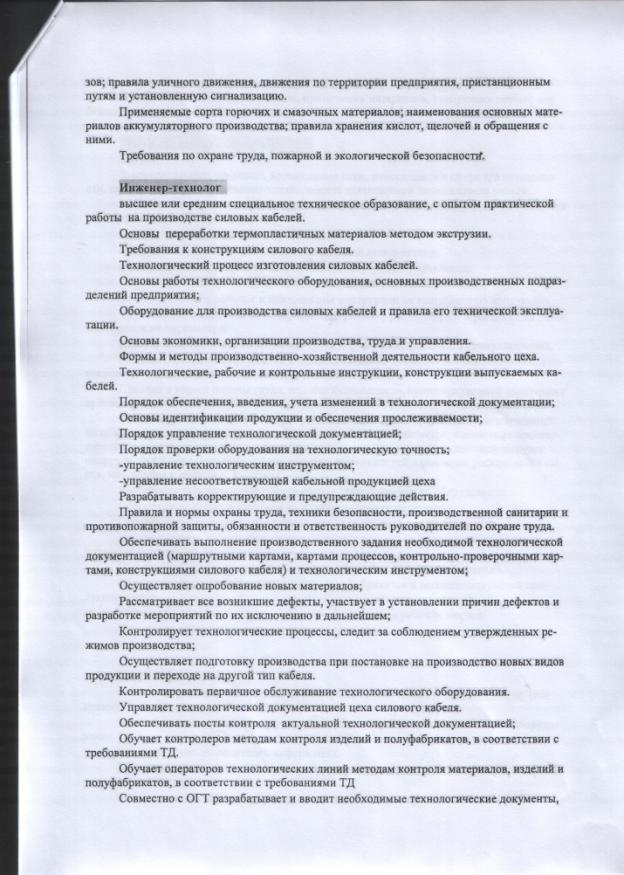 зов; правила уличного движения, движения по территории предприятия, пристанционным
путям и установленную сигнализацию.
Применяемые сорта горючих и смазочных материалов; наименования основных мате-
риалов аккумуляторного производства; правила хранения кислот, щелочей и обращения с
ними.
Требования по охране труда, пожарной и экологической безопасности.
Инженер-технолог
высшее или средним специальное техническое образование, с опытом практической
работы на производстве силовых кабелей.
Основы переработки термопластичных материалов методом экструзии.
Требования к конструкциям силового кабеля.
Технологический процесс изготовления силовых кабелей.
Основы работы технологического оборудования, основных производственных подраз-
делений предприятия;
Оборудование для производства силовых кабелей и правила его технической эксплуа-
тации.
Основы экономики, организации производства, труда и управления.
Формы и методы производственно-хозяйственной деятельности кабельного цеха.
Технологические, рабочие и контрольные инструкции, конструкции выпускаемых ка-
белей.
Порядок обеспечения, введения, учета изменений в технологической документации;
Основы идентификации продукции и обеспечения прослеживаемости;
Порядок управление технологической документацией;
Порядок проверки оборудования на технологическую точность;
-управление технологическим инструментом;
-управление несоответствующей кабельной продукцией цеха
Разрабатывать корректирующие и предупреждающие действия.
Правила и нормы охраны труда, техники безопасности, производственной санитарии и
противопожарной защиты, обязанности и ответственность руководителей по охране труда.
Обеспечивать выполнение производственного задания необходимой технологической
документацией (маршрутными картами, картами процессов, контрольно-проверочными кар-
тами, конструкциями силового кабеля) и технологическим инструментом;
Осуществляет опробование новых материалов;
Рассматривает все возникшие дефекты, участвует в установлении причин дефектов и
разработке мероприятий по их исключению в дальнейшем;
Контролирует технологические процессы, следит за соблюдением утвержденных ре-
жимов производства;
Осуществляет подготовку производства при постановке на производство новых видов
продукции и переходе на другой тип кабеля.
Контролировать первичное обслуживание технологического оборудования.
Управляет технологической документацией цеха силового кабеля.
Обеспечивать посты контроля актуальной технологической документацией;
Обучает контролеров методам контроля изделий и полуфабрикатов, в соответствии с
требованиями ТД.
Обучает операторов технологических линий методам контроля материалов, изделий и
полуфабрикатов, в соответствии с требованиями ТД
Совместно с ОГТ разрабатывает и вводит необходимые технологические документы,